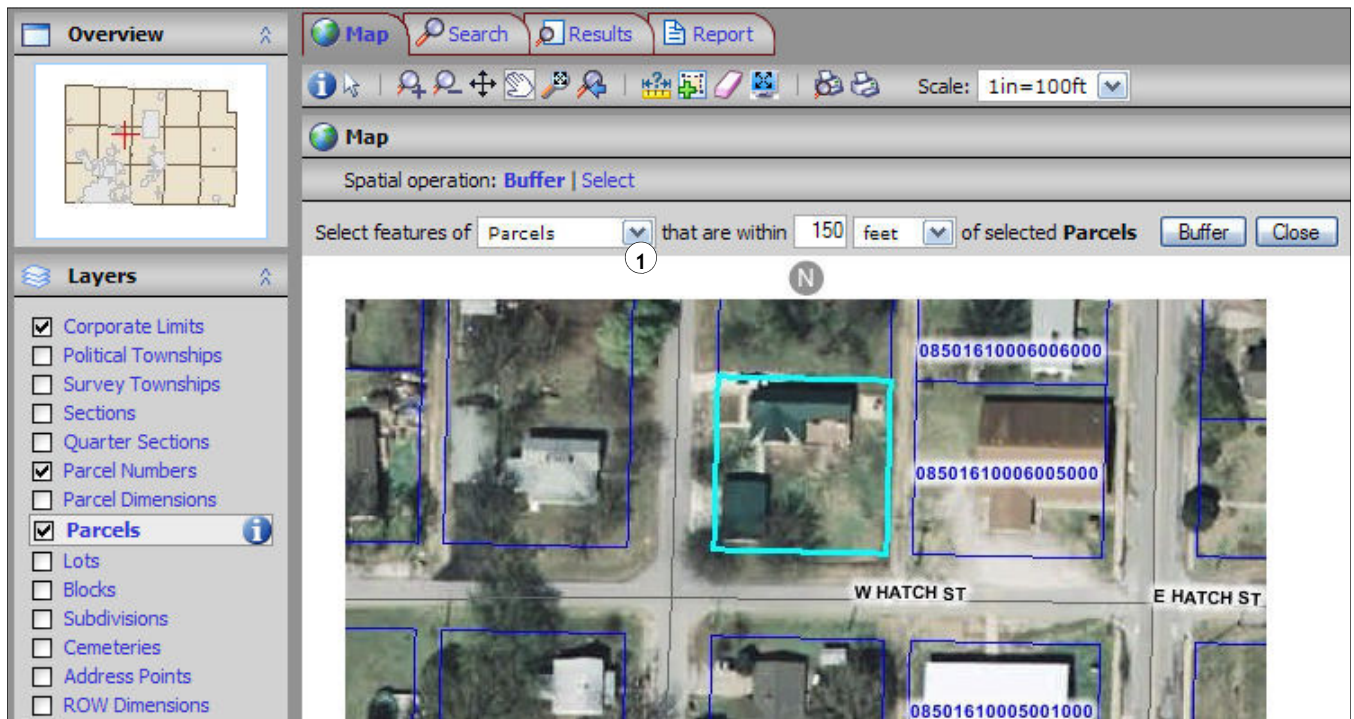 Overview
Map Search Results Report
Scale: 1in=100ft
Map
Spatial operation: Buffer | Select
Select features of Parcels that are within 150 feet of selected Parcels Buffer Close
1
N
Layers
Corporate Limits
Political Townships
Survey Townships
Sections
Quarter Sections
Parcel Numbers
Parcel Dimensions
Parcels
Lots
Blocks
Subdivisions
Cemeteries
Address Points
ROW Dimensions
08501610006006000
08501610006005000
W HATCH ST
E HATCH ST
08501610005001000